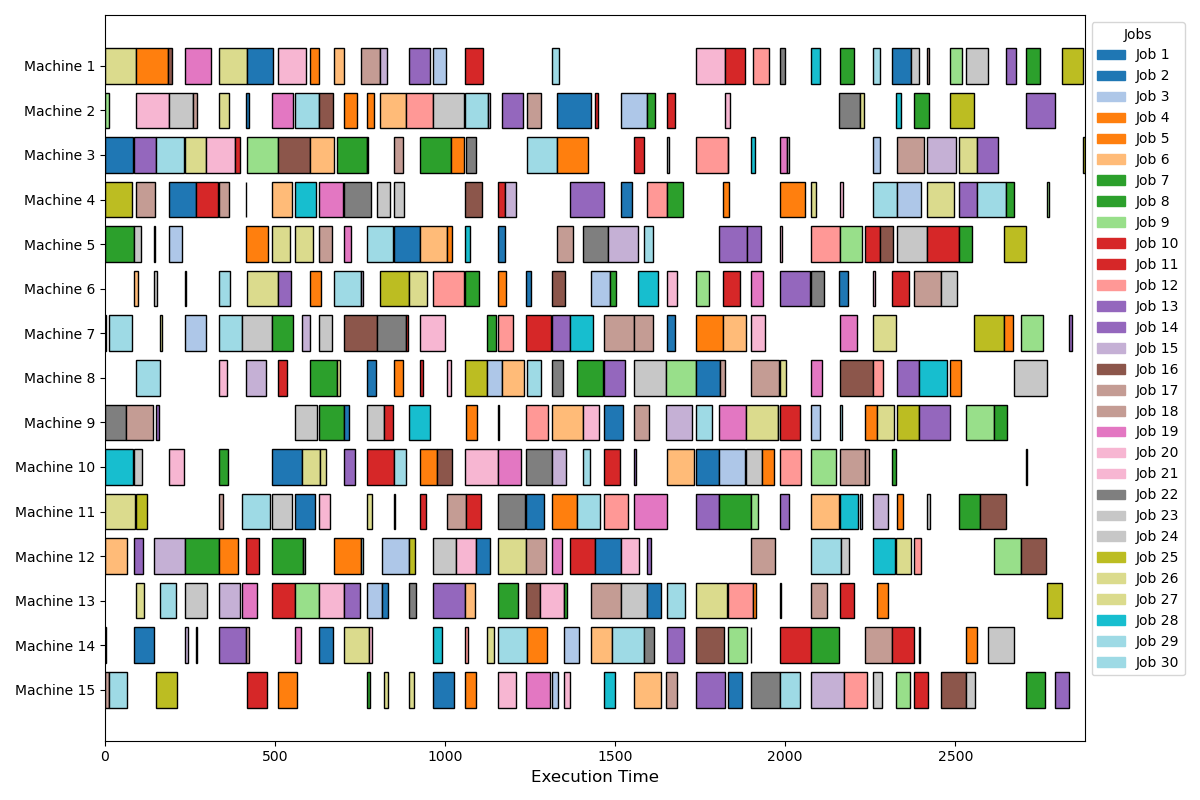 Machine 1
Machine 2
Machine 3
Machine 4
Machine 5
Machine 6
Machine 7
Machine 8
Machine 9
Machine 10
Machine 11
Machine 12
Machine 13
Machine 14
Machine 15
0
500
1000
1500
2000
2500
Execution Time
Jobs
Job 1
Job 2
Job 3
Job 4
Job 5
Job 6
Job 7
Job 8
Job 9
Job 10
Job 11
Job 12
Job 13
Job 14
Job 15
Job 16
Job 17
Job 18
Job 19
Job 20
Job 21
Job 22
Job 23
Job 24
Job 25
Job 26
Job 27
Job 28
Job 29
Job 30